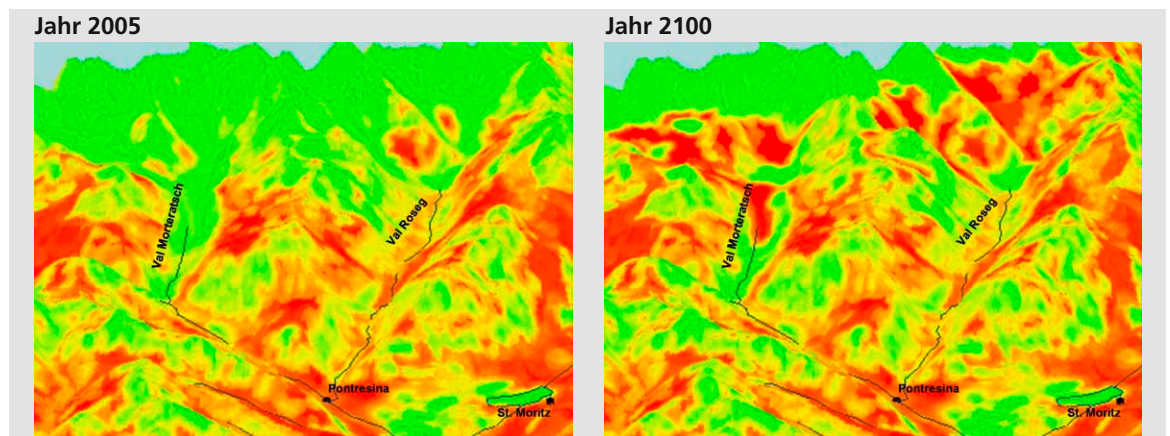 Jahr 2005
Val Morteratsch
Val Roseg
Pontresina
St. Moritz
Jahr 2100
Val Morteratsch
Val Roseg
Pontresina
St. Moritz